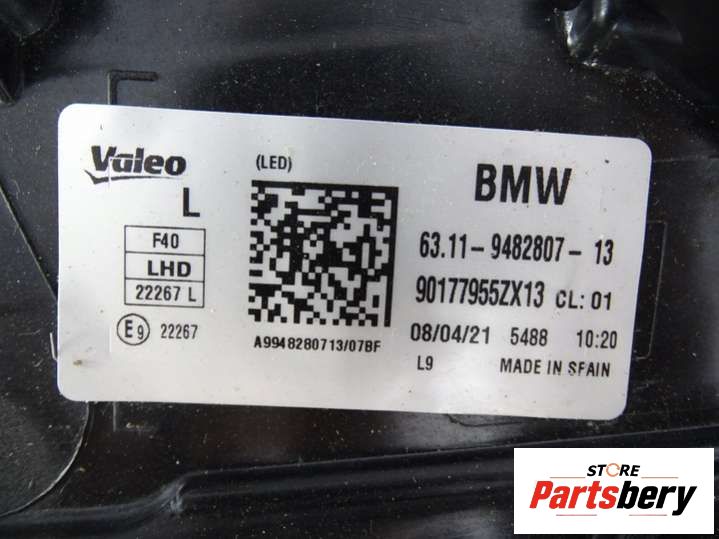 Valeo
(LED)
BMW
L
F40
LHD
22267 L
E9 22267
A9948280713/07BF
63.11-9482807-13
90177955ZX13 CL: 01
08/04/21 5488 10:20
L9 MADE IN SPAIN
STORE
Partsbery